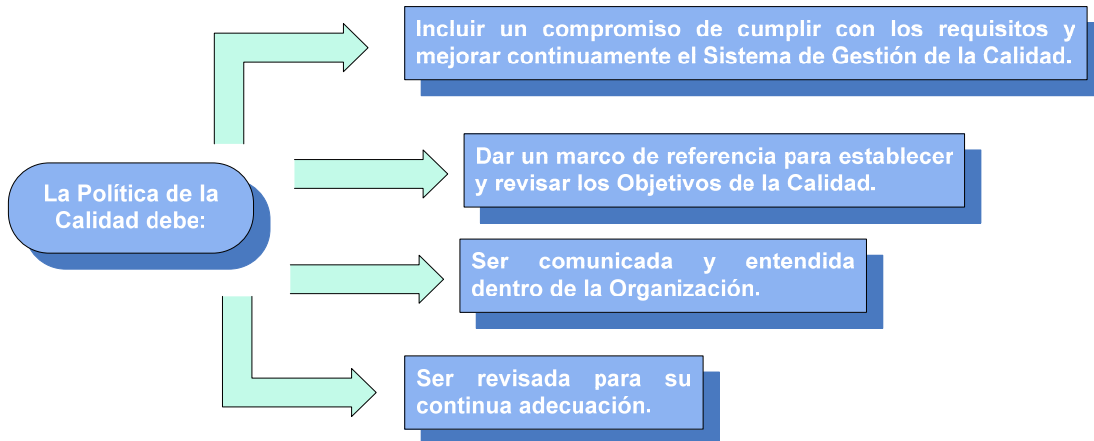 Incluir un compromiso de cumplir con los requisitos y
mejorar continuamente el Sistema de Gestión de la Calidad.
Dar un marco de referencia para establecer
y revisar los Objetivos de la Calidad.
La Política de la
Calidad debe:
Ser comunicada y entendida
dentro de la Organización.
Ser revisada para su
continua adecuación.